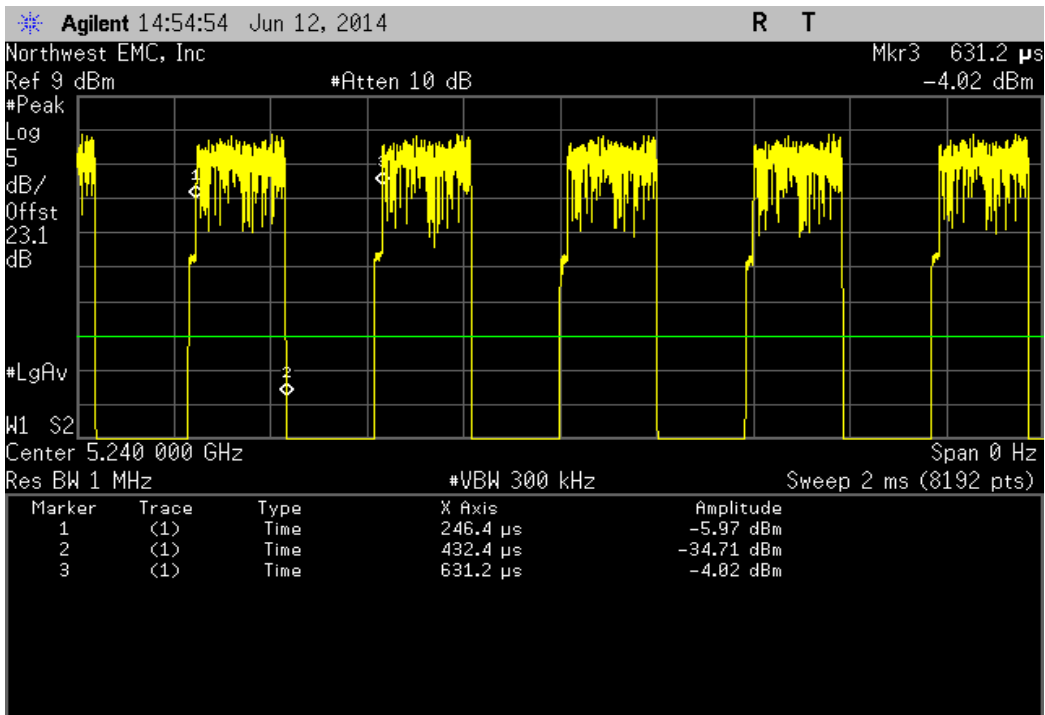 Agilent 14:54:54 Jun 12, 2014 R T
Northwest EMC, Inc Mkr3 631.2 µs
Ref 9 dBm #Atten 10 dB -4.02 dBm
#Peak
Log
5
dB/
Offst
23.1
dB
1
3
2
#LgAv
W1 S2
Center 5.240 000 GHz Span 0 Hz
Res BW 1 MHz #VBW 300 kHz Sweep 2 ms (8192 pts)
Marker Trace Type X Axis Amplitude
1 (1) Time 246.4 µs -5.97 dBm
2 (1) Time 432.4 µs -34.71 dBm
3 (1) Time 631.2 µs -4.02 dBm